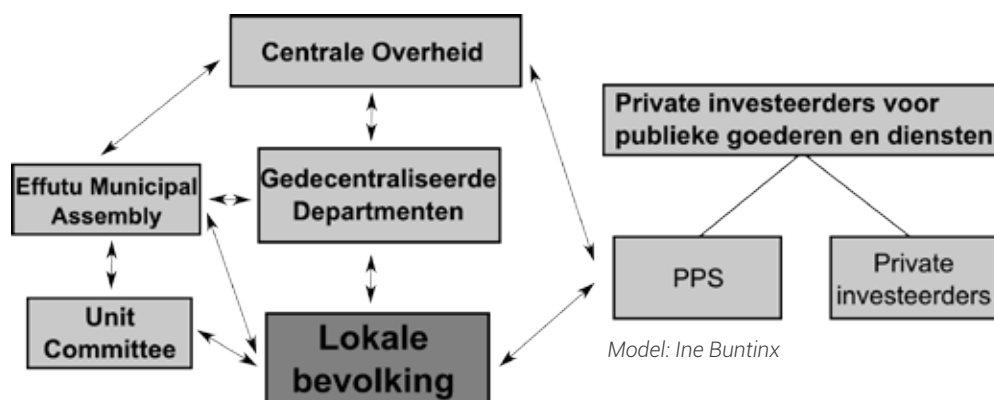 Centrale Overheid
Private investeerders voor
publieke goederen en diensten
Effutu Municipal
Assembly
Gedecentraliseerde
Departmenten
PPS
Private
investeerders
Unit
Committee
Lokale
bevolking
Model: Ine Buntinx